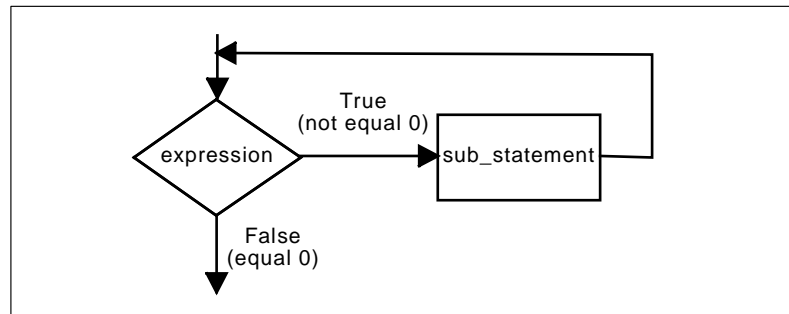 True
(not equal 0)
expression
sub_statement
False
(equal 0)